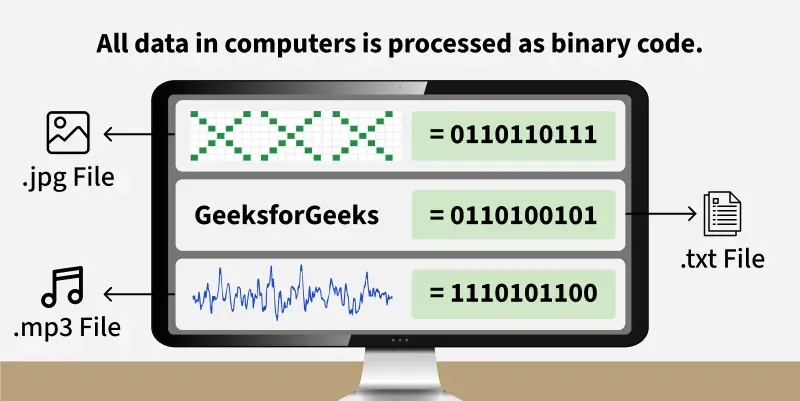 All data in computers is processed as binary code.
.jpg File
= 0110110111
GeeksforGeeks
= 0110100101
.txt File
= 1110101100
.mp3 File